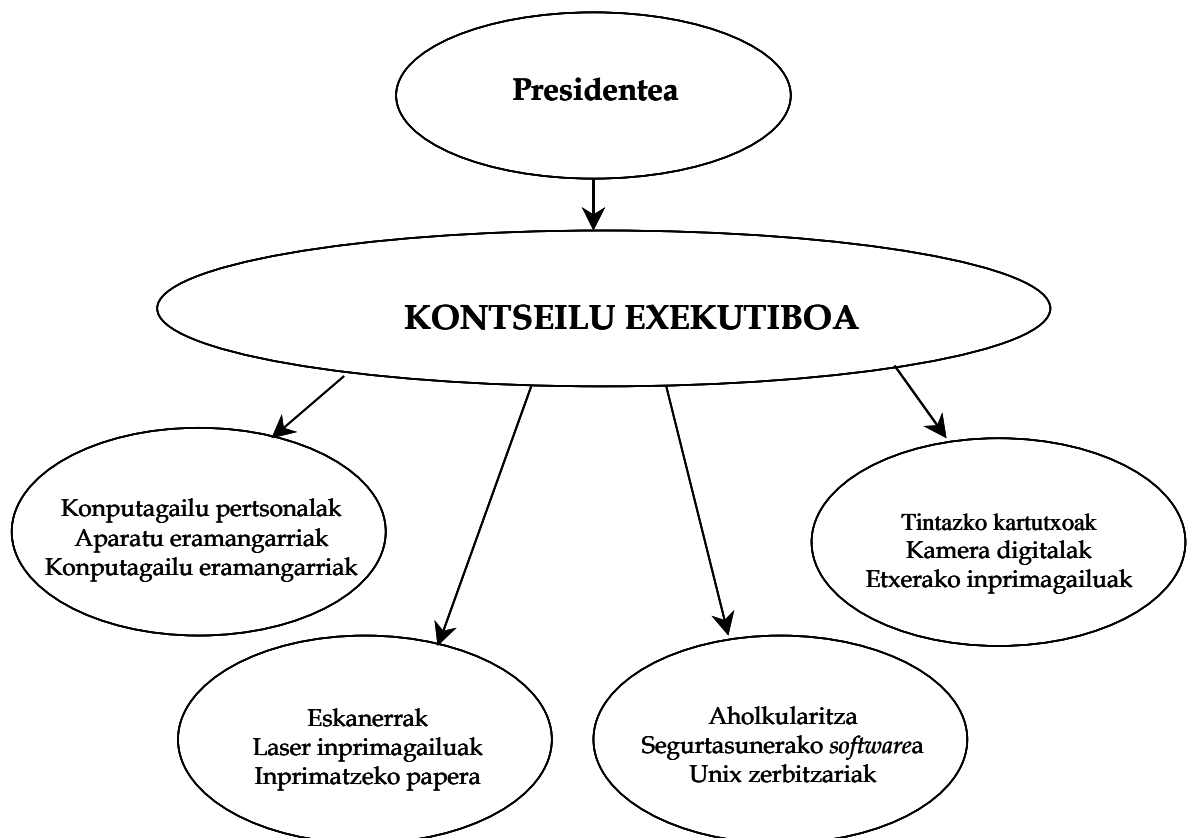 Presidentea
KONTSEILU EXEKUTIBOA
Konputagailu pertsonalak
Aparatu eramangarriak
Konputagailu eramangarriak
Tintazko kartutxoak
Kamera digitalak
Etxerako inprimagailuak
Eskanerrak
Laser inprimagailuak
Inprimatzeko papera
Aholkularitza
Segurtasunerako softwarea
Unix zerbitzariak